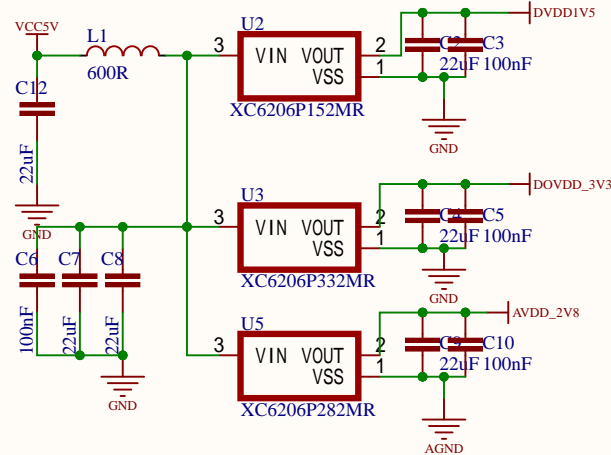 VCC5V
L1
600R
C12
22uF
GND
U2
3
VIN VOUT
VSS
2
1
XC6206P152MR
DVDD1V5
C2
C3
22uF
100nF
GND
U3
3
VIN VOUT
VSS
2
1
XC6206P332MR
DOVDD_3V3
C4
C5
22uF
100nF
GND
C6
C7
C8
100nF
22uF
22uF
GND
U5
3
VIN VOUT
VSS
2
1
XC6206P282MR
AVDD_2V8
C9
C10
22uF
100nF
AGND